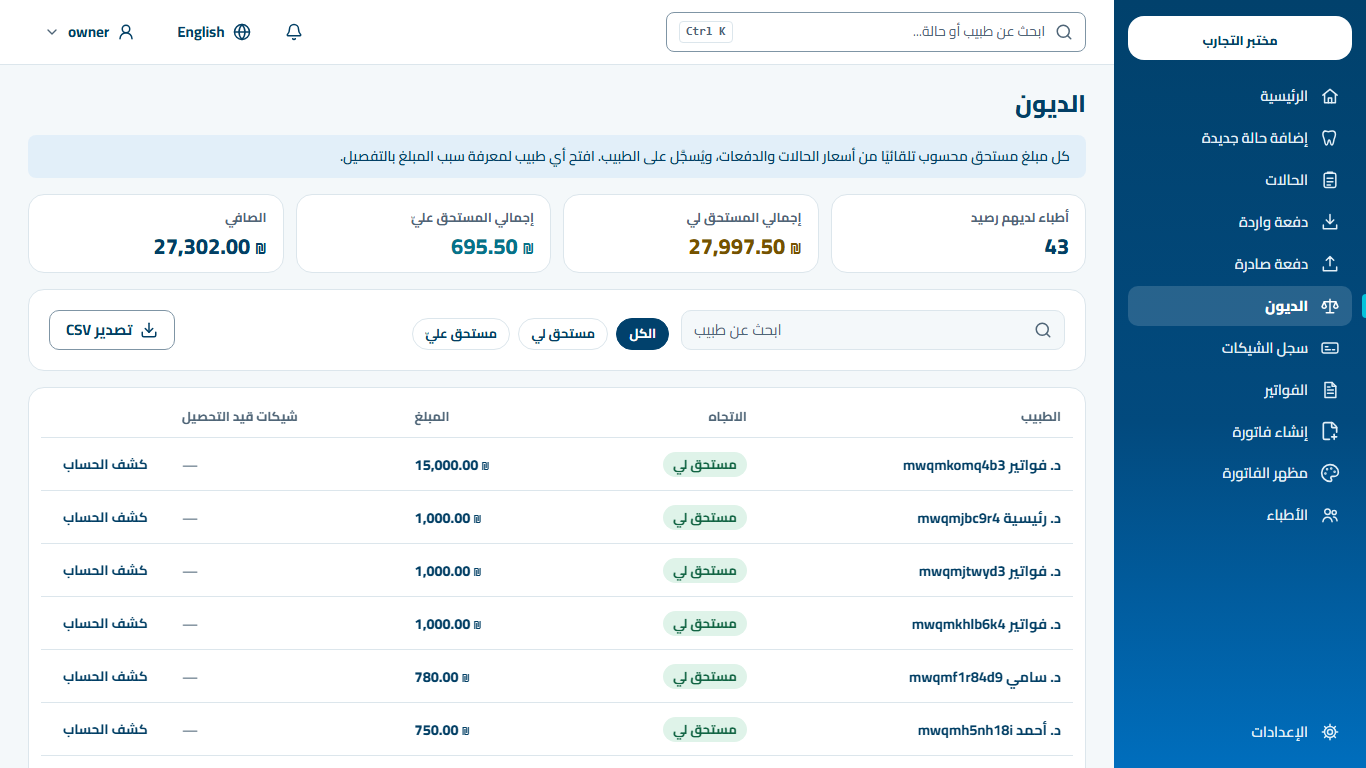 مختبر التجارب
الرئيسية
إضافة حالة جديدة
الحالات
دفعة واردة
دفعة صادرة
الديون
سجل الشيكات
الفواتير
إنشاء فاتورة
مظهر الفاتورة
الأطباء
الإعدادات
ابحث عن طبيب أو حالة... Ctrl K
English
owner
الديون
كل مبلغ مستحق محسوب تلقائيًا من أسعار الحالات والدفعات، ويُسجَّل على الطبيب. افتح أي طبيب لمعرفة سبب المبلغ بالتفصيل.
أطباء لديهم رصيد
43
إجمالي المستحق لي
27,997.50 ₪
إجمالي المستحق عليّ
695.50 ₪
الصافي
27,302.00 ₪
ابحث عن طبيب
الكل
مستحق لي
مستحق عليّ
تصدير CSV
الطبيب الاتجاه المبلغ شيكات قيد التحصيل
د. فواتير mwqmkomq4b3 مستحق لي 15,000.00 ₪ — كشف الحساب
د. رئيسية mwqmjbc9r4 مستحق لي 1,000.00 ₪ — كشف الحساب
د. فواتير mwqmjtwyd3 مستحق لي 1,000.00 ₪ — كشف الحساب
د. فواتير mwqmkhlb6k4 مستحق لي 1,000.00 ₪ — كشف الحساب
د. سامي mwqmf1r84d9 مستحق لي 780.00 ₪ — كشف الحساب
د. أحمد mwqmh5nh18i مستحق لي 750.00 ₪ — كشف الحساب